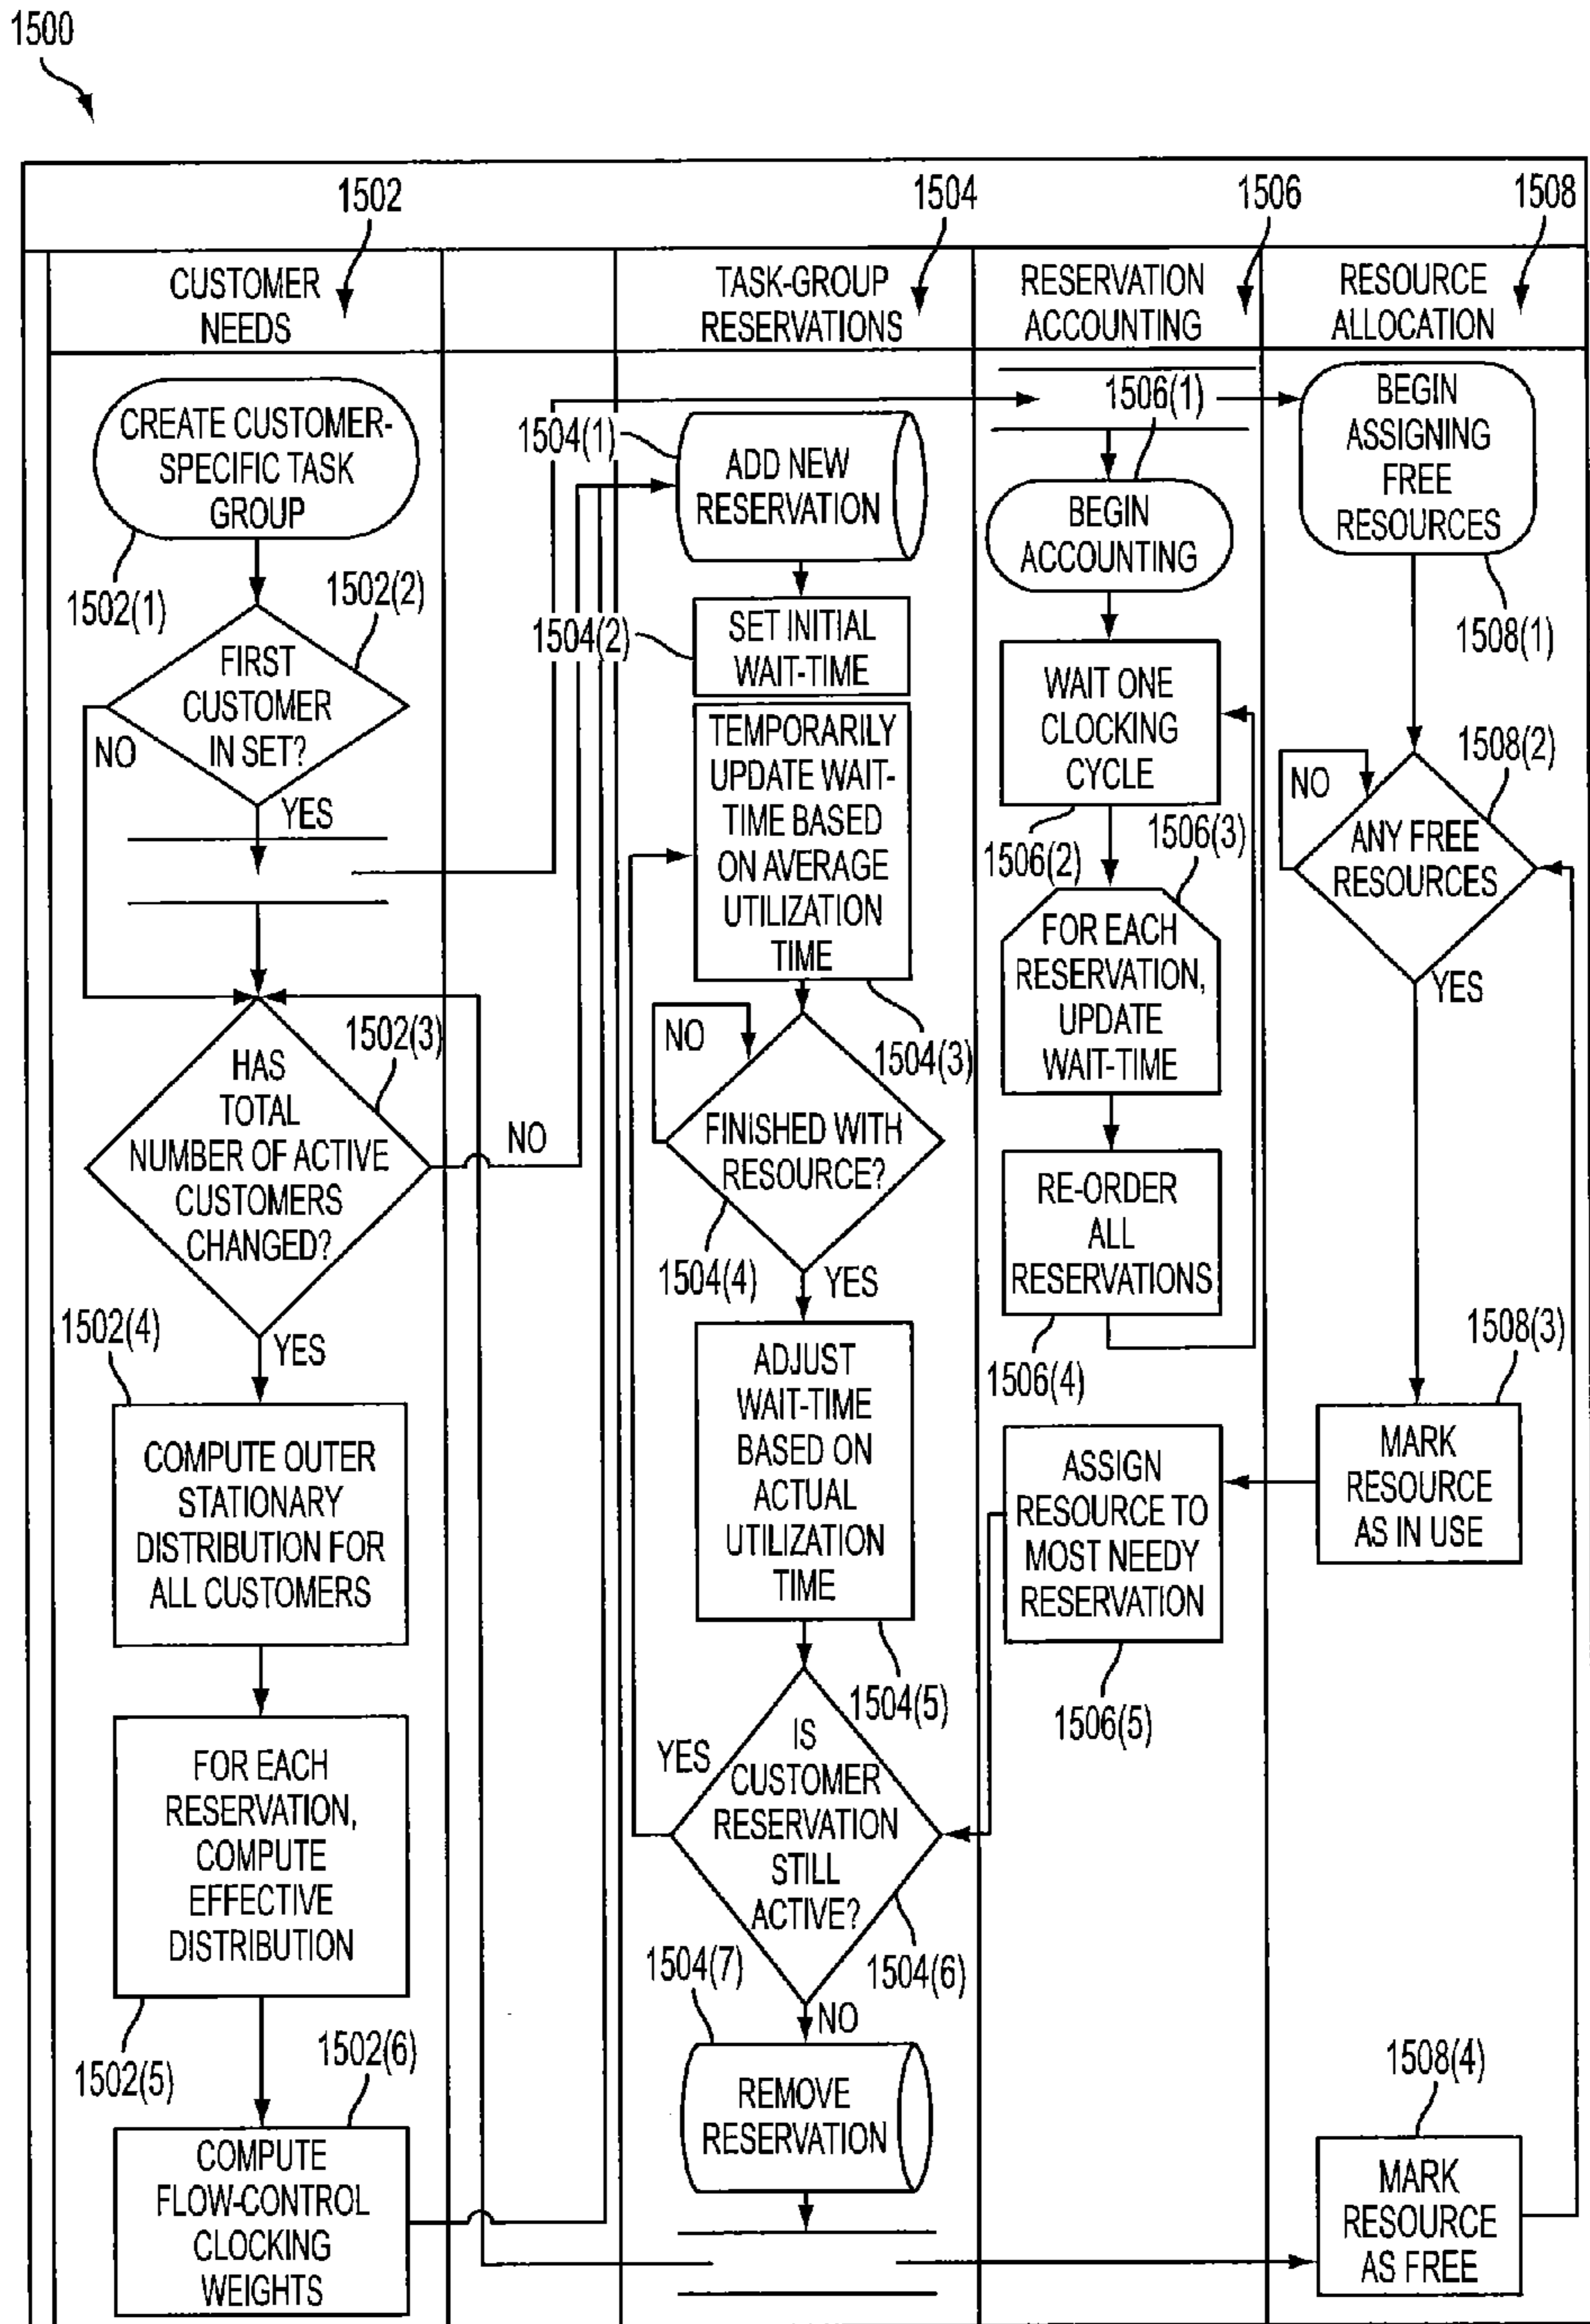 1500
1502
1504
1506
1508
CUSTOMER
NEEDS
TASK-GROUP
RESERVATIONS
RESERVATION
ACCOUNTING
RESOURCE
ALLOCATION
CREATE CUSTOMER-
SPECIFIC TASK
GROUP
1502(1)
1502(2)
FIRST
CUSTOMER
IN SET?
NO
YES
1502(3)
HAS
TOTAL
NUMBER OF ACTIVE
CUSTOMERS
CHANGED?
NO
YES
1502(4)
COMPUTE OUTER
STATIONARY
DISTRIBUTION FOR
ALL CUSTOMERS
FOR EACH
RESERVATION,
COMPUTE
EFFECTIVE
DISTRIBUTION
1502(5)
1502(6)
COMPUTE
FLOW-CONTROL
CLOCKING
WEIGHTS
1504(1)
ADD NEW
RESERVATION
1504(2)
SET INITIAL
WAIT-TIME
TEMPORARILY
UPDATE WAIT-
TIME BASED
ON AVERAGE
UTILIZATION
TIME
1504(3)
NO
FINISHED WITH
RESOURCE?
1504(4)
YES
ADJUST
WAIT-TIME
BASED ON
ACTUAL
UTILIZATION
TIME
1504(5)
YES
IS
CUSTOMER
RESERVATION
STILL
ACTIVE?
1504(6)
1504(7)
NO
REMOVE
RESERVATION
1506(1)
BEGIN
ACCOUNTING
WAIT ONE
CLOCKING
CYCLE
1506(2)
1506(3)
FOR EACH
RESERVATION,
UPDATE
WAIT-TIME
RE-ORDER
ALL
RESERVATIONS
1506(4)
ASSIGN
RESOURCE TO
MOST NEEDY
RESERVATION
1506(5)
BEGIN
ASSIGNING
FREE
RESOURCES
1508(1)
1508(2)
NO
ANY FREE
RESOURCES
YES
1508(3)
MARK
RESOURCE
AS IN USE
1508(4)
MARK
RESOURCE
AS FREE